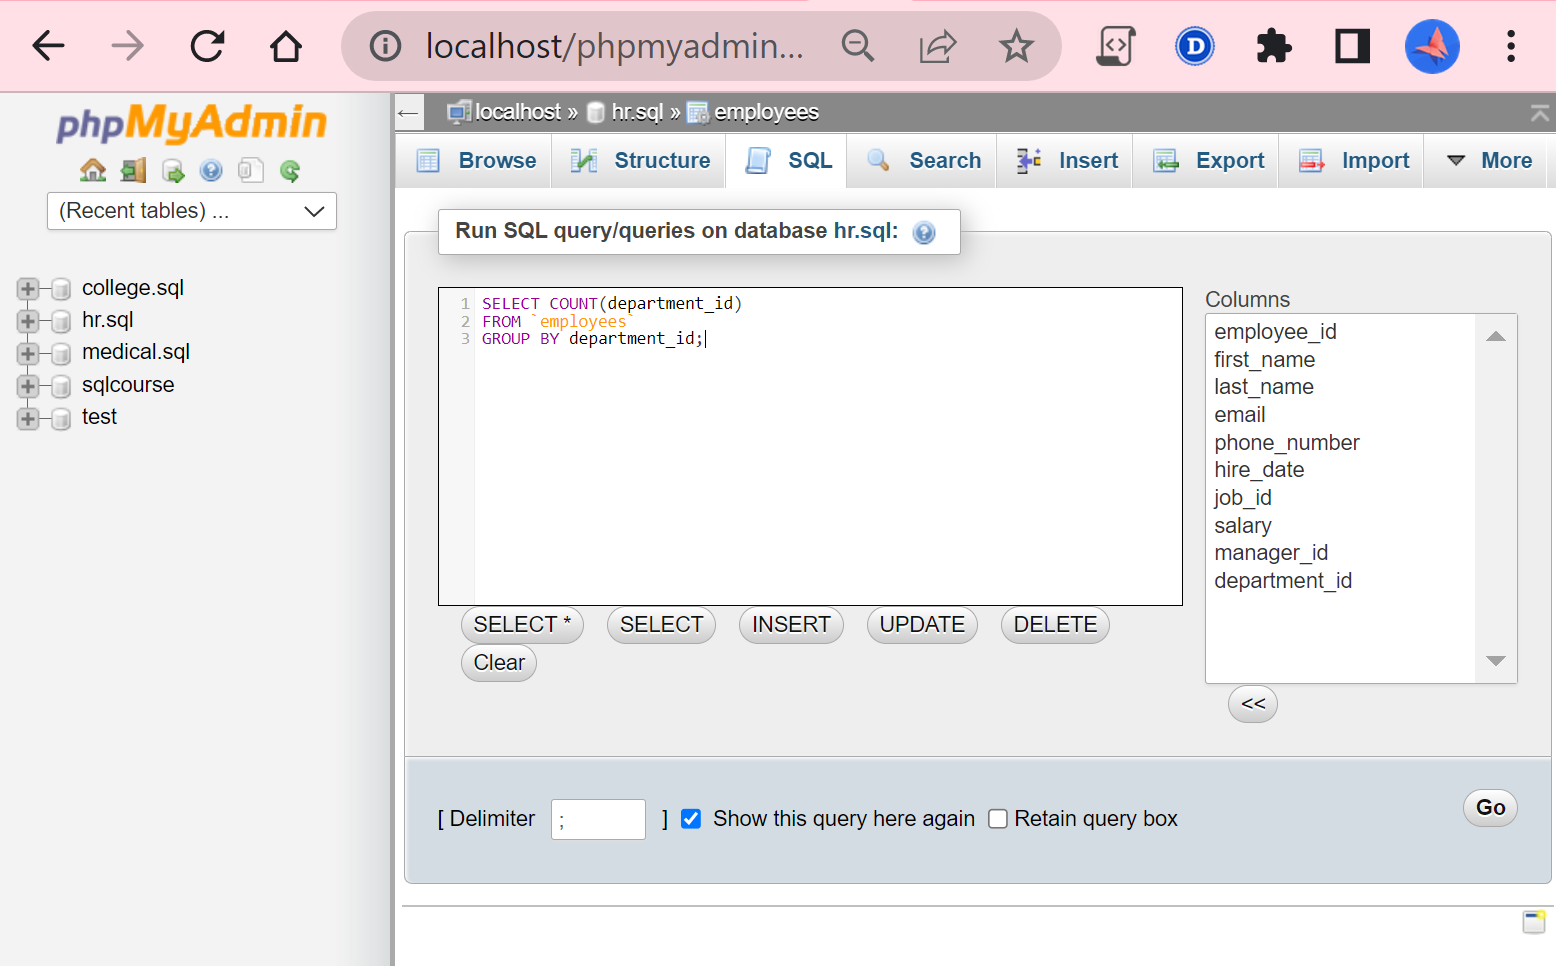 localhost/phpmyadmin...
D
phpMyAdmin
(Recent tables) ...
college.sql
hr.sql
medical.sql
sqlcourse
test
localhost » hr.sql » employees
Browse Structure SQL Search Insert Export Import More
Run SQL query/queries on database hr.sql:
1 SELECT COUNT(department_id)
2 FROM `employees`
3 GROUP BY department_id;
Columns
employee_id
first_name
last_name
email
phone_number
hire_date
job_id
salary
manager_id
department_id
SELECT * SELECT INSERT UPDATE DELETE
Clear
<<
[ Delimiter ; ] Show this query here again Retain query box
Go